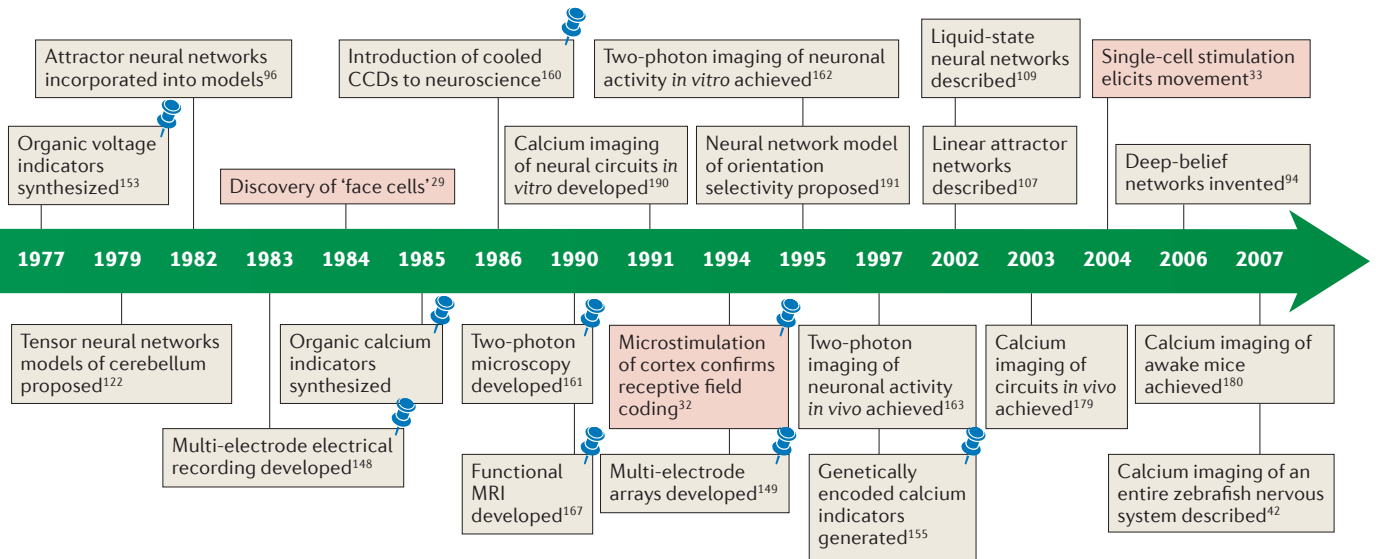 Attractor neural networks
incorporated into models96
Introduction of cooled
CCDs to neuroscience160
Two-photon imaging of neuronal
activity in vitro achieved162
Liquid-state
neural networks
described109
Single-cell stimulation
elicits movement33
Organic voltage
indicators
synthesized153
Discovery of ‘face cells’29
Calcium imaging
of neural circuits in
vitro developed190
Neural network model
of orientation
selectivity proposed191
Linear attractor
networks
described107
Deep-belief
networks invented94
1977 1979 1982 1983 1984 1985 1986 1990 1991 1994 1995 1997 2002 2003 2004 2006 2007
Tensor neural networks
models of cerebellum
proposed122
Organic calcium
indicators
synthesized
Two-photon
microscopy
developed161
Microstimulation
of cortex confirms
receptive field
coding32
Two-photon
imaging of
neuronal activity
in vivo achieved163
Calcium
imaging of
circuits in vivo
achieved179
Calcium imaging of
awake mice
achieved180
Multi-electrode electrical
recording developed148
Functional
MRI
developed167
Multi-electrode
arrays developed149
Genetically
encoded calcium
indicators
generated155
Calcium imaging of an
entire zebrafish nervous
system described42